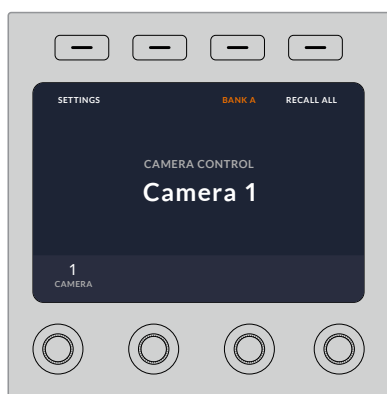 SETTINGS BANK A RECALL ALL
CAMERA CONTROL
Camera 1
1
CAMERA